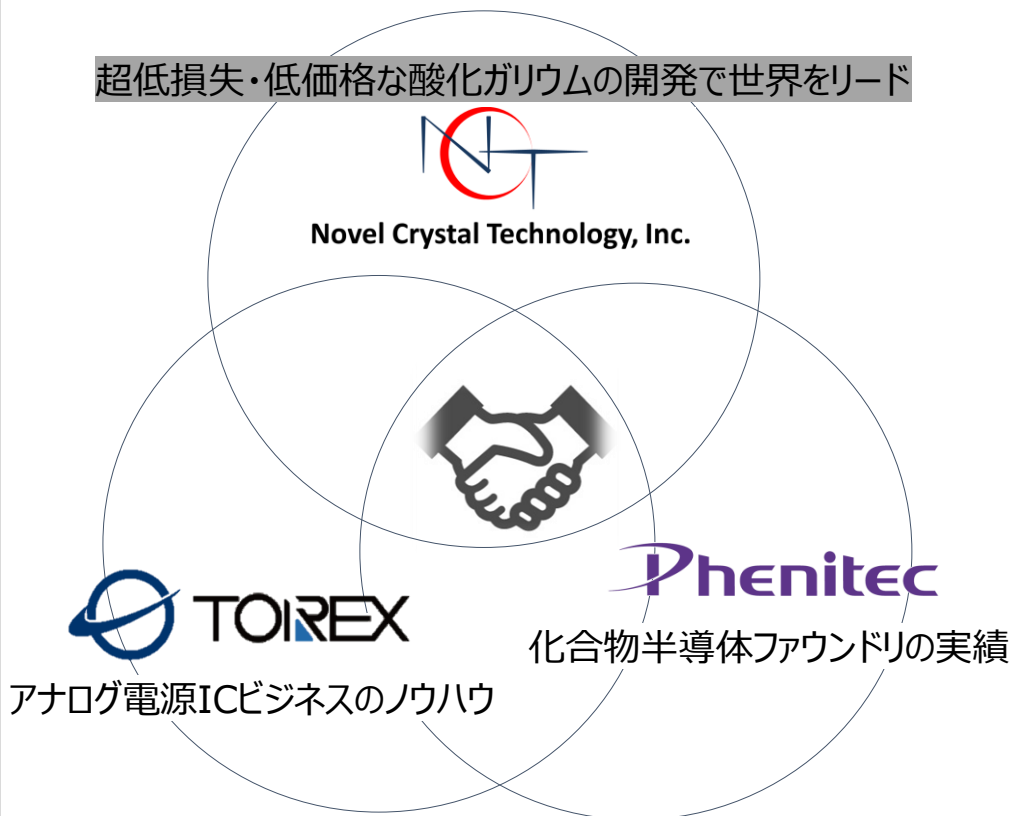 超低損失・低価格な酸化ガリウムの開発で世界をリード
NCT
Novel Crystal Technology, Inc.
Phenitec
TOIREX
化合物半導体ファウンドリの実績
アナログ電源ICビジネスのノウハウ